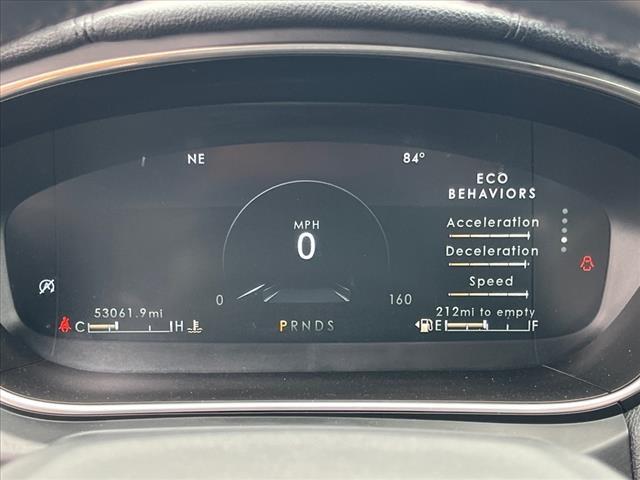 NE
84°
ECO
BEHAVIORS
Acceleration
Deceleration
Speed
MPH
0
0
160
53061.9mi
C H
PRNDS
212mi to empty
E F